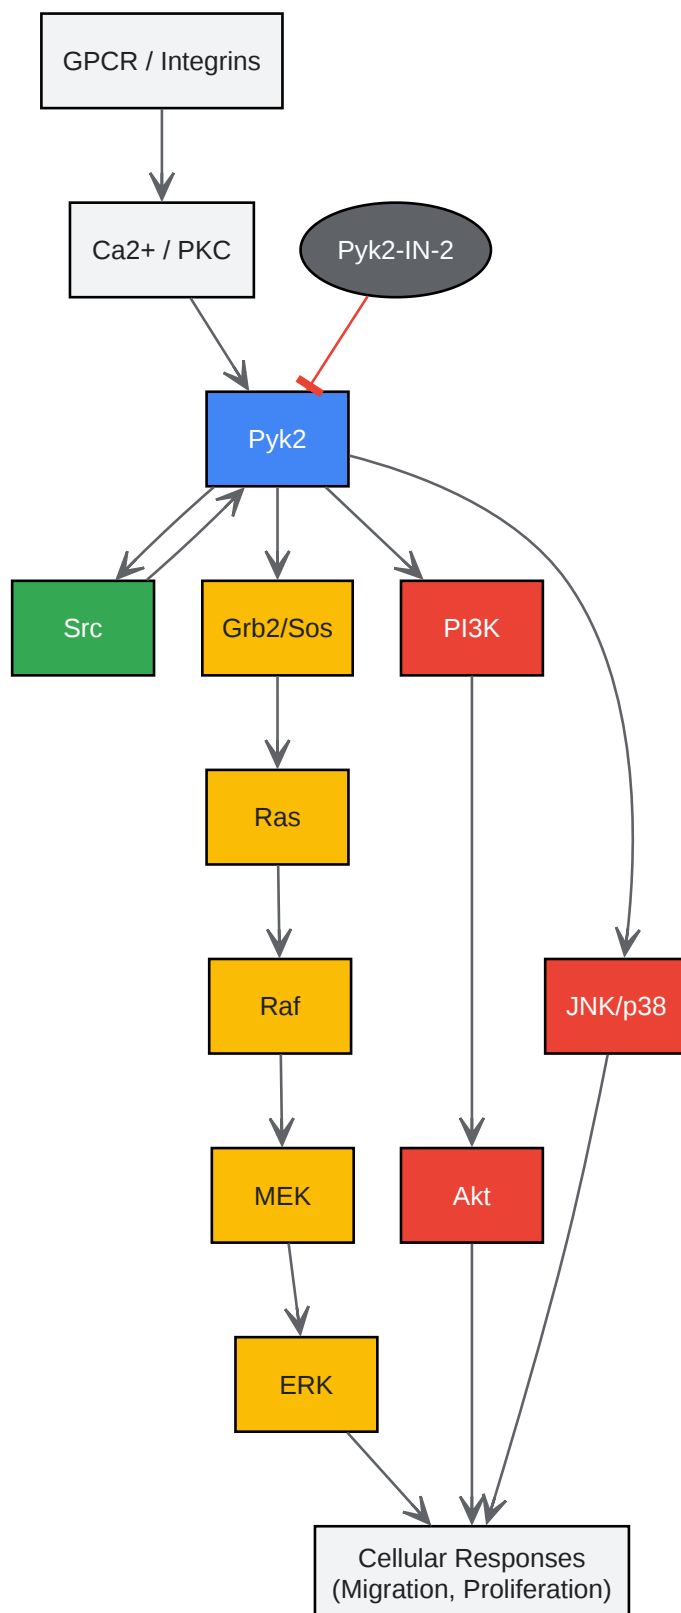 GPCR / Integrins
Ca2+ / PKC
Pyk2-IN-2
Pyk2
Src
Grb2/Sos
PI3K
Ras
Raf
JNK/p38
MEK
Akt
ERK
Cellular Responses
(Migration, Proliferation)